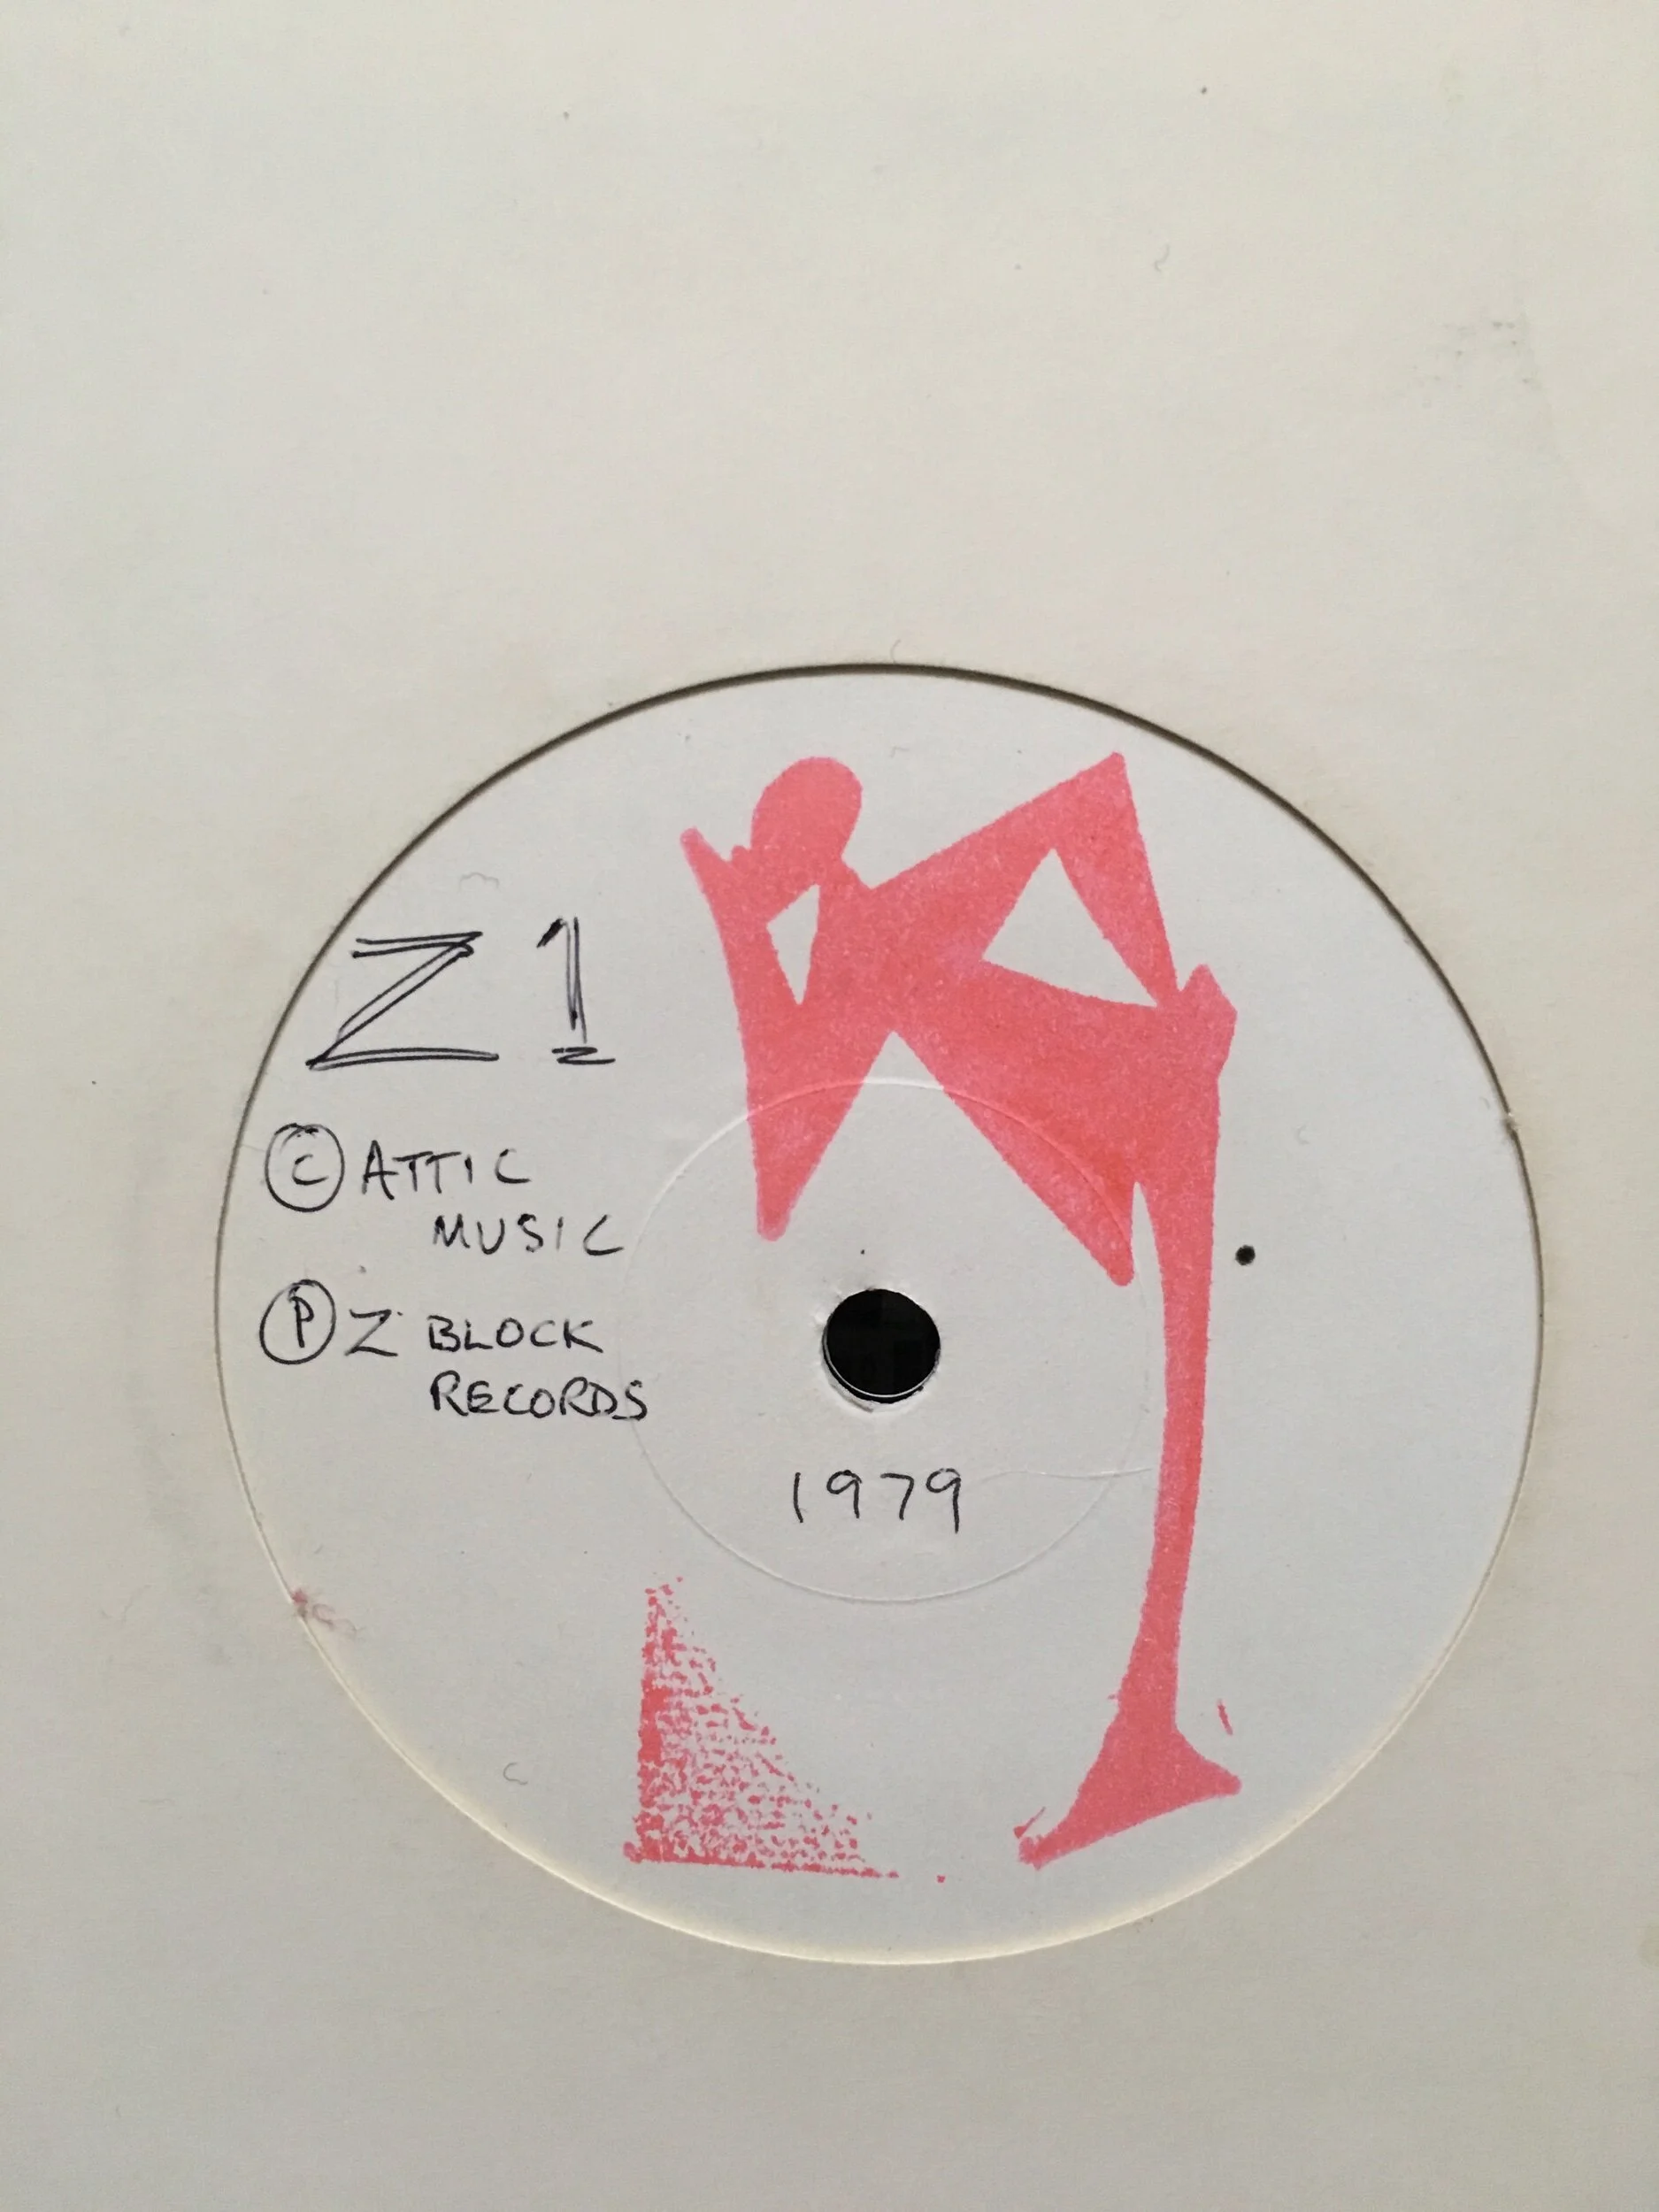 Z1
© ATTIC
MUSIC
℗ Z BLOCK
RECORDS
1979